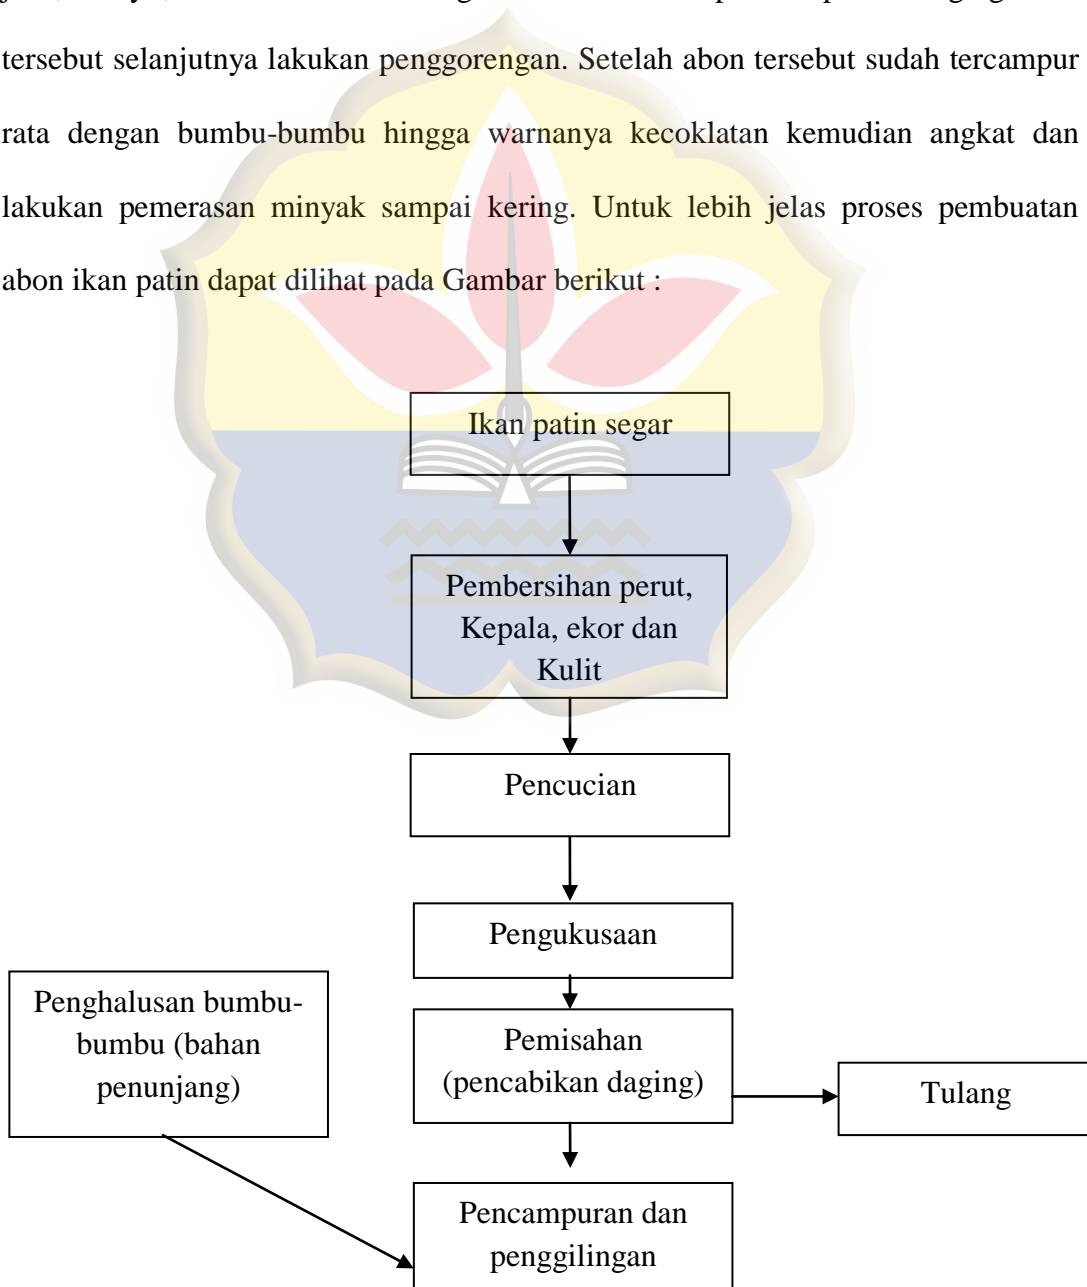 tersebut selanjutnya lakukan penggorengan. Setelah abon tersebut sudah tercampur
rata dengan bumbu-bumbu hingga warnanya kecoklatan kemudian angkat dan
lakukan pemerasan minyak sampai kering. Untuk lebih jelas proses pembuatan
abon ikan patin dapat dilihat pada Gambar berikut :
Ikan patin segar
Pembersihan perut,
Kepala, ekor dan
Kulit
Pencucian
Pengukusaan
Penghalusan bumbu-
bumbu (bahan
penunjang)
Pemisahan
(pencabikan daging)
Tulang
Pencampuran dan
penggilingan